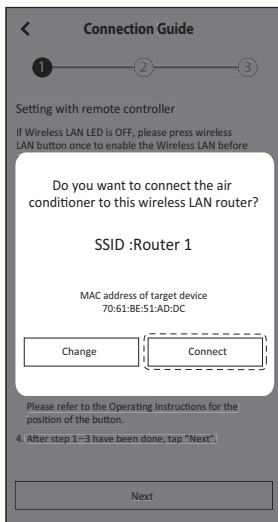 Connection Guide
1 2 3
Setting with remote controller
If Wireless LAN LED is OFF, please press wireless
LAN button once to enable the Wireless LAN before
Do you want to connect the air
conditioner to this wireless LAN router?
SSID :Router 1
MAC address of target device
70:61:BE:51:AD:DC
Change Connect
Please refer to the Operating Instructions for the
position of the button.
4. After step 1~3 have been done, tap "Next".
Next